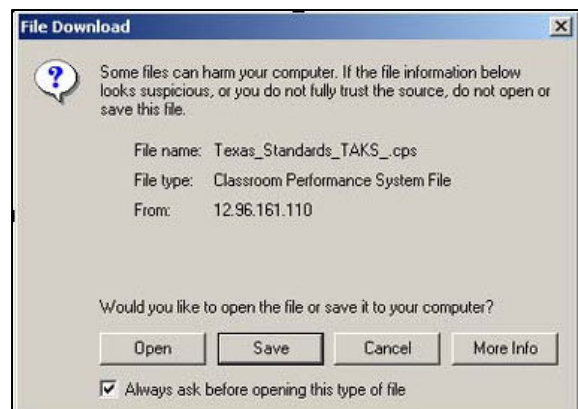 File Download
Some files can harm your computer. If the file information below
looks suspicious, or you do not fully trust the source, do not open or
save this file.
File name: Texas_Standards_TAKS_.cps
File type: Classroom Performance System File
From: 12.96.161.110
Would you like to open the file or save it to your computer?
Open Save Cancel More Info
Always ask before opening this type of file